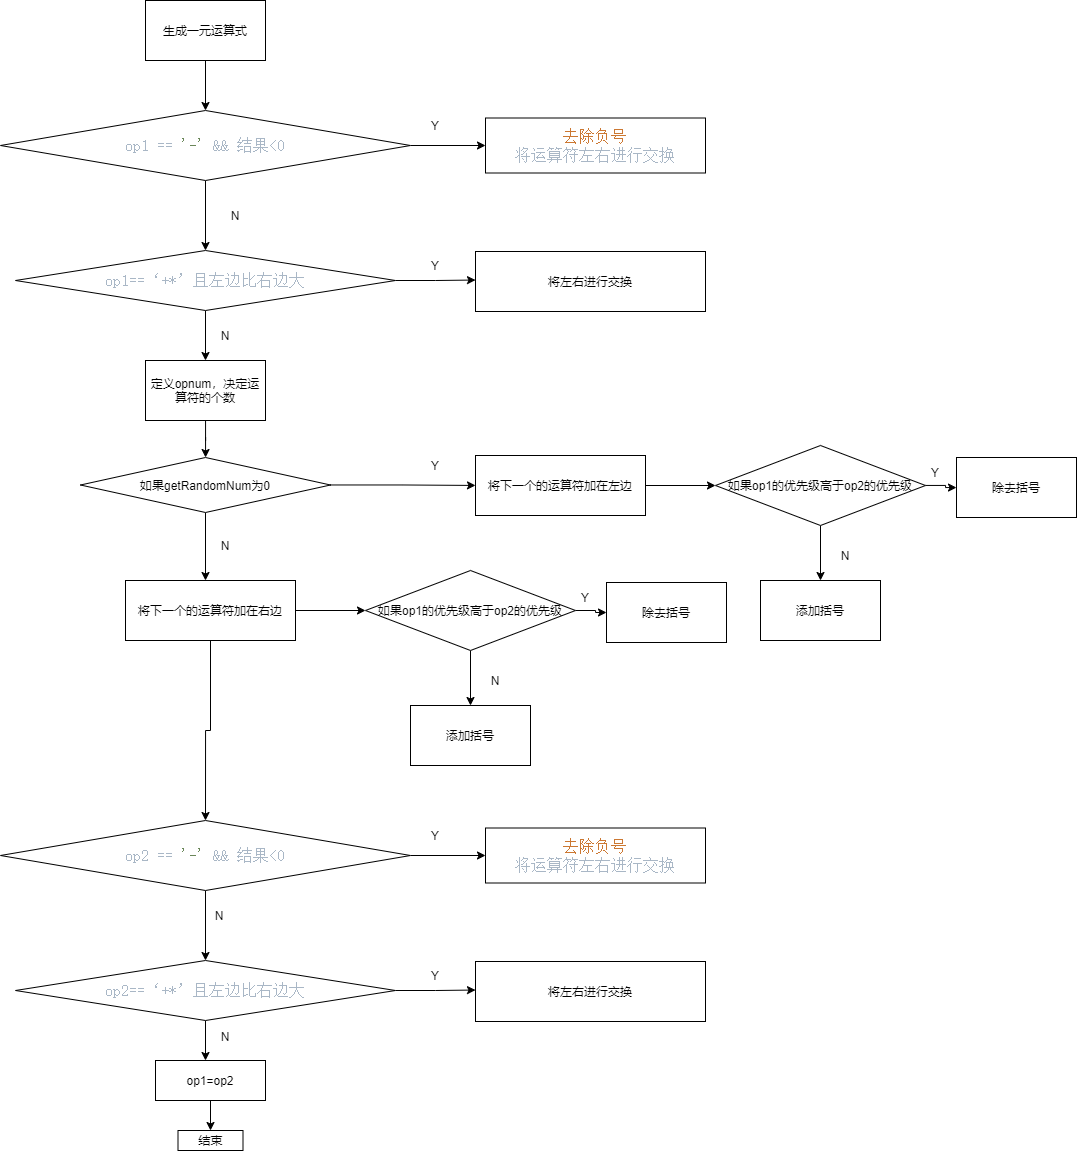 生成一元运算式
Y
op1 == '-' && 结果<0
去除负号
将运算符左右进行交换
N
Y
op1== ‘+*’ 且左边比右边大
将左右进行交换
N
定义opnum，决定运
算符的个数
Y
如果getRandomNum为0
将下一个的运算符加在左边
如果op1的优先级高于op2的优先级
Y
除去括号
N
N
添加括号
将下一个的运算符加在右边
如果op1的优先级高于op2的优先级
Y
除去括号
N
添加括号
Y
op2 == '-' && 结果<0
去除负号
将运算符左右进行交换
N
Y
op2== ‘+*’ 且左边比右边大
将左右进行交换
N
op1=op2
结束